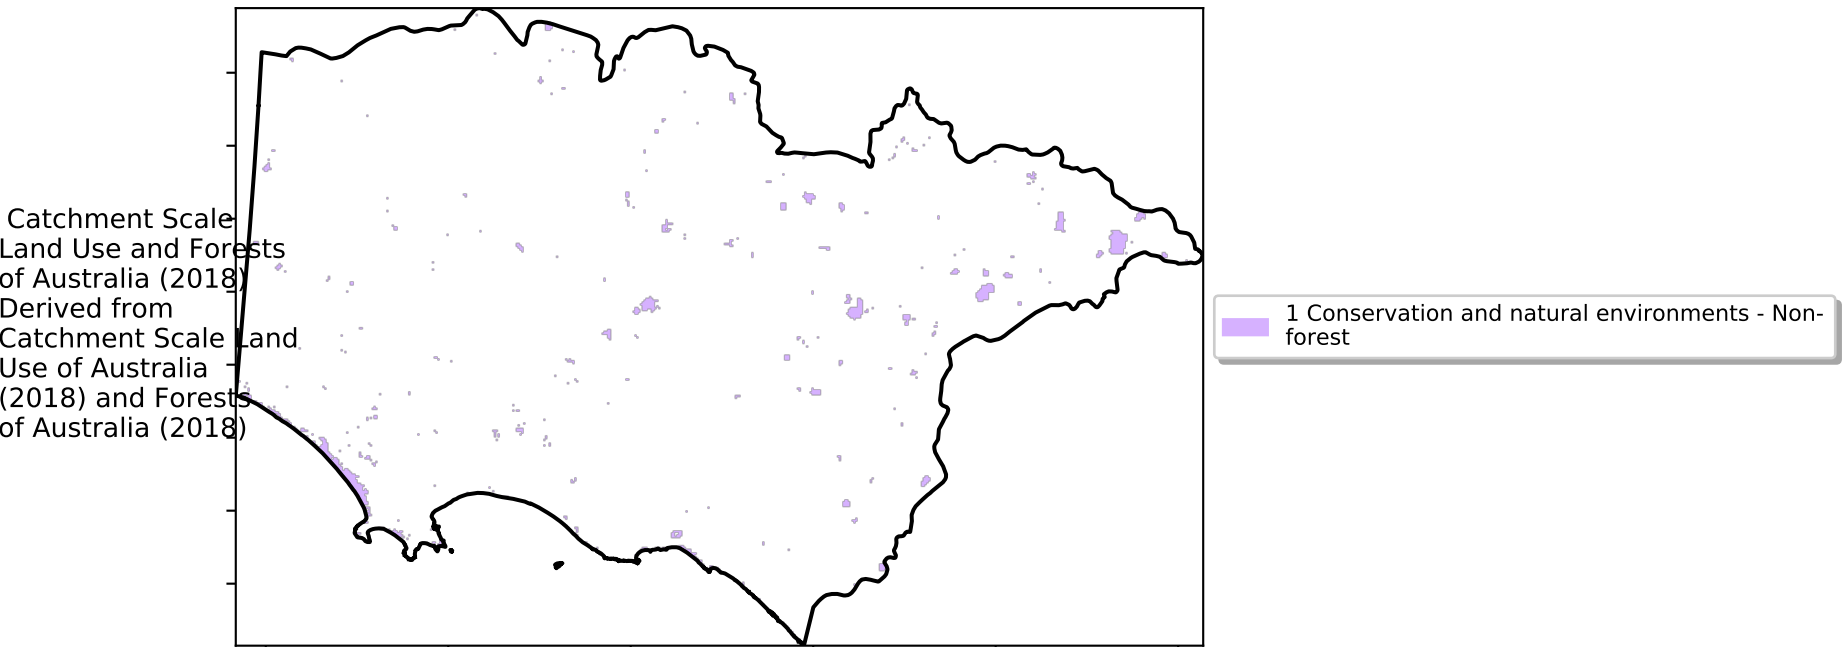 Catchment Scale
Land Use and Forests
of Australia (2018)
Derived from
Catchment Scale Land
Use of Australia
(2018) and Forests
of Australia (2018)
1 Conservation and natural environments - Non-
forest